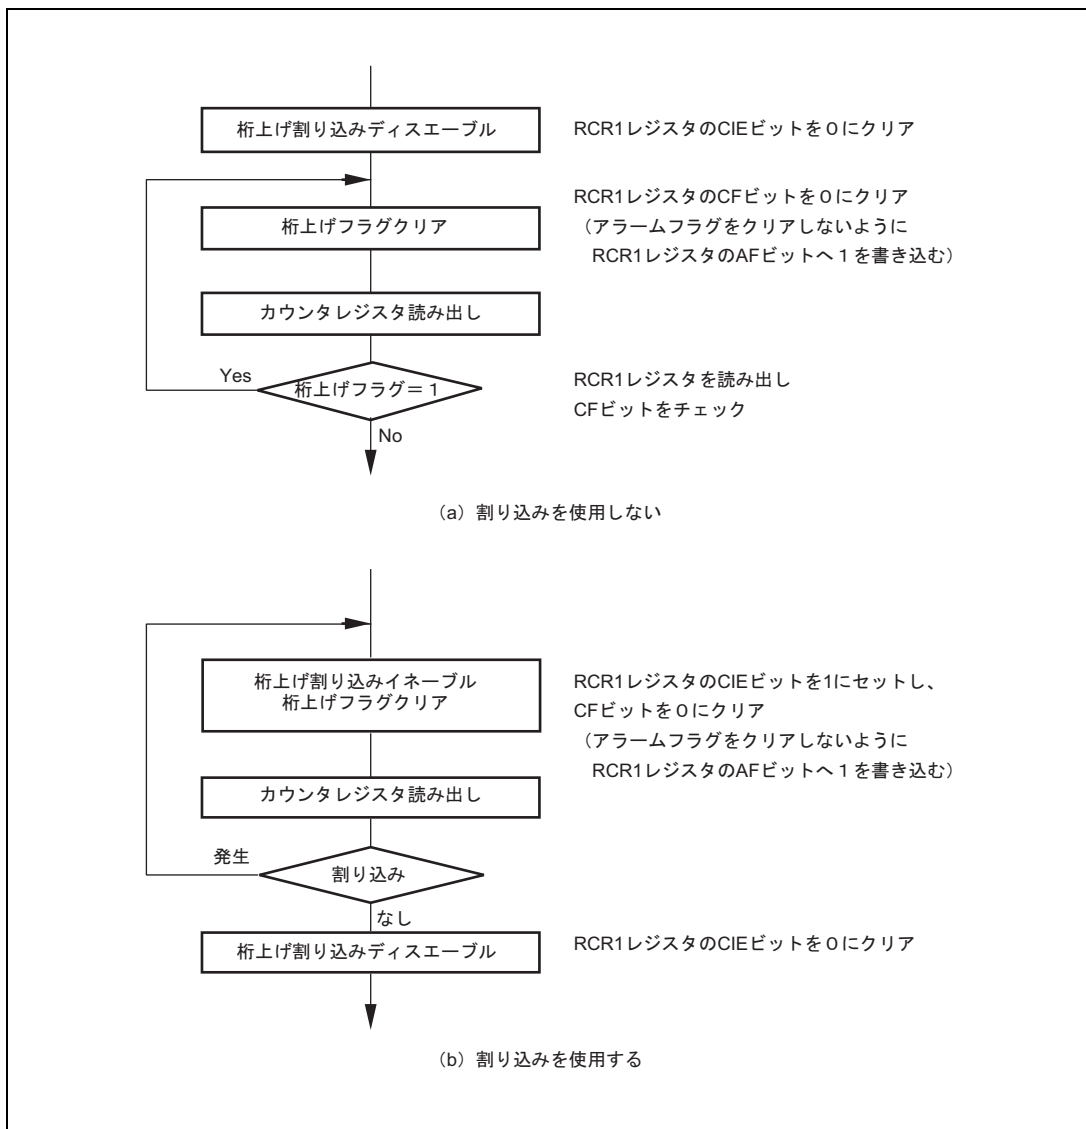 桁上げ割り込みディスエーブル
RCR1レジスタのCIEビットを0にクリア
RCR1レジスタのCFビットを0にクリア
桁上げフラグクリア
（アラームフラグをクリアしないように
RCR1レジスタのAFビットへ1を書き込む）
カウンタレジスタ読み出し
Yes
桁上げフラグ＝1
RCR1レジスタを読み出し
CFビットをチェック
No
（a）割り込みを使用しない
桁上げ割り込みイネーブル
桁上げフラグクリア
RCR1レジスタのCIEビットを1にセットし、
CFビットを0にクリア
（アラームフラグをクリアしないように
RCR1レジスタのAFビットへ1を書き込む）
カウンタレジスタ読み出し
発生
割り込み
なし
桁上げ割り込みディスエーブル
RCR1レジスタのCIEビットを0にクリア
（b）割り込みを使用する